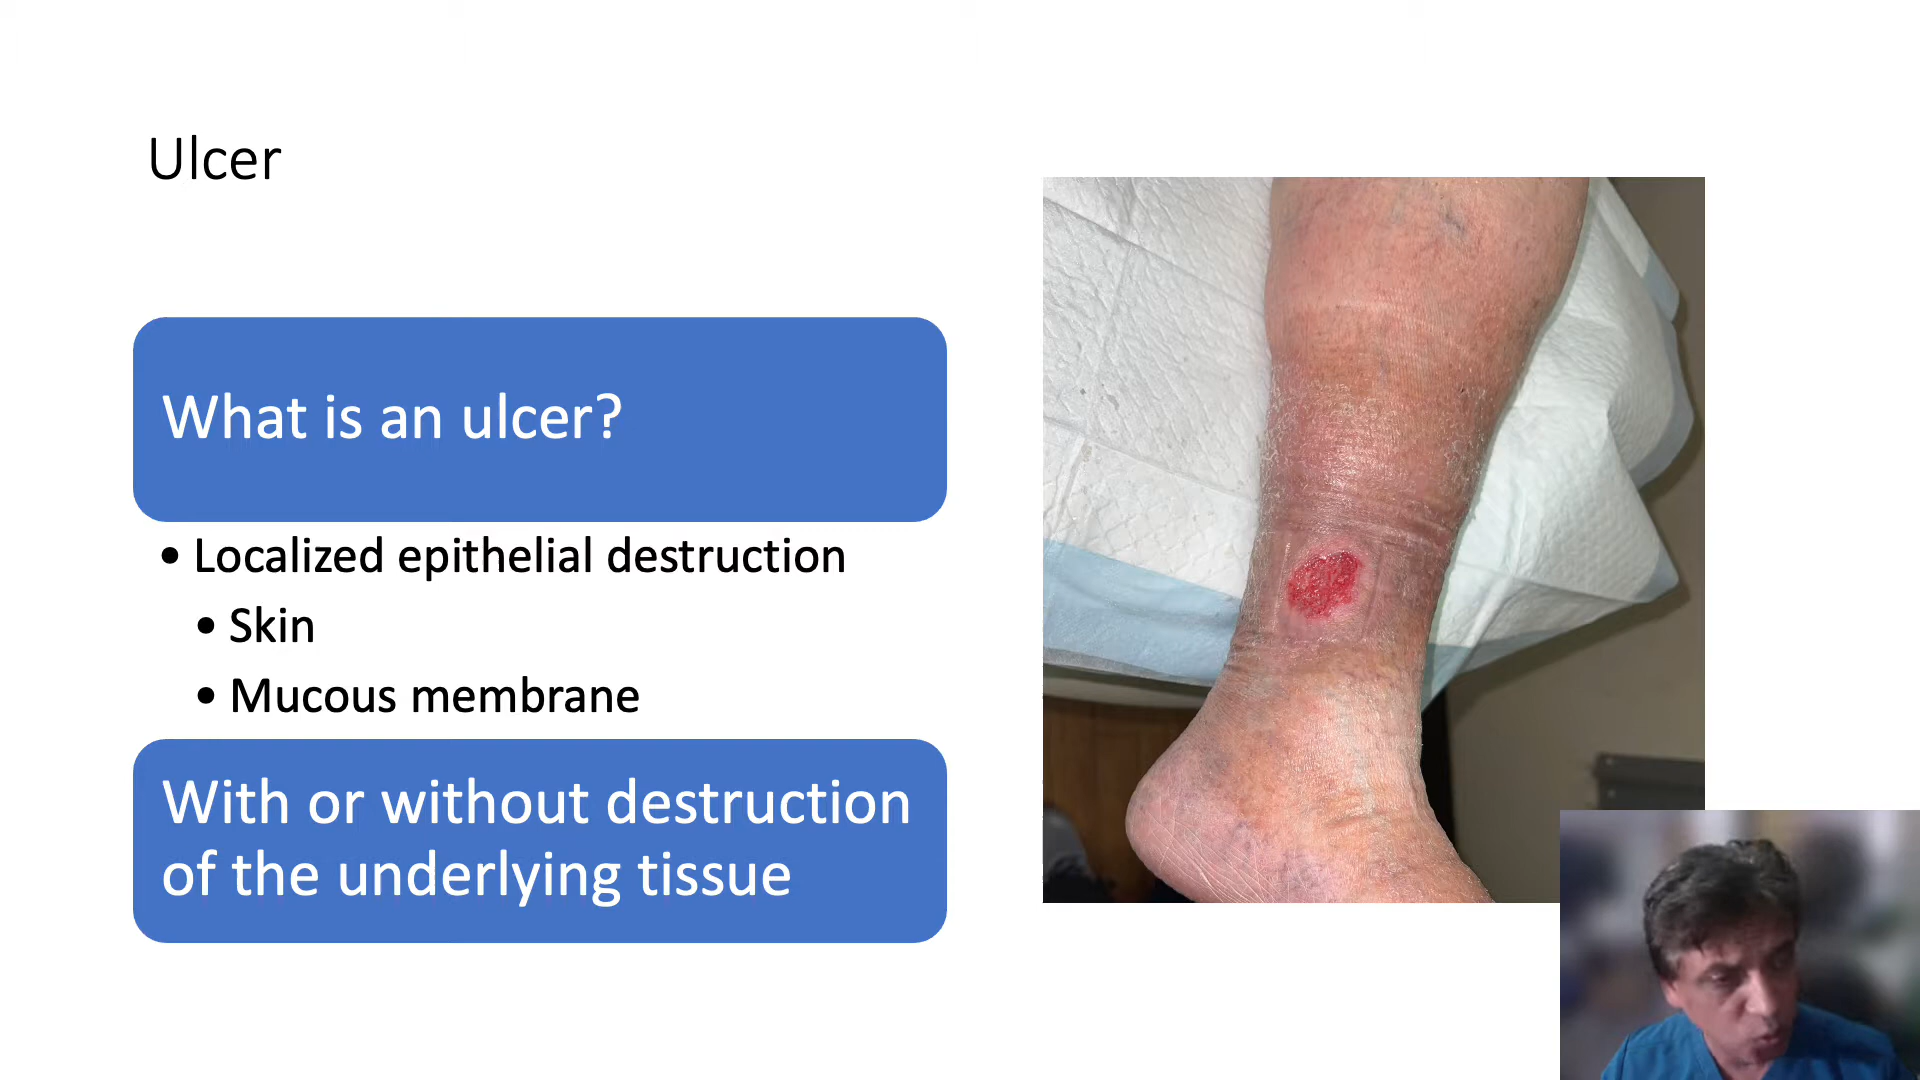 Ulcer
What is an ulcer?
• Localized epithelial destruction
• Skin
• Mucous membrane
With or without destruction
of the underlying tissue